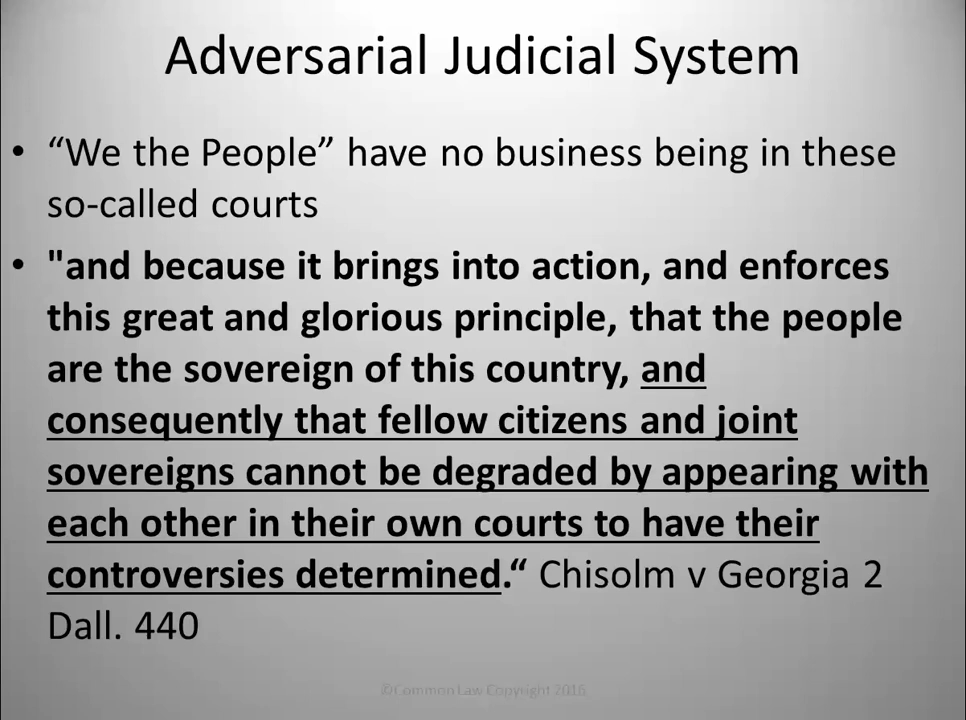 Adversarial Judicial System
• “We the People” have no business being in these
so-called courts
• "and because it brings into action, and enforces
this great and glorious principle, that the people
are the sovereign of this country, and
consequently that fellow citizens and joint
sovereigns cannot be degraded by appearing with
each other in their own courts to have their
controversies determined.“ Chisolm v Georgia 2
Dall. 440
©Common Law Copyright 2016